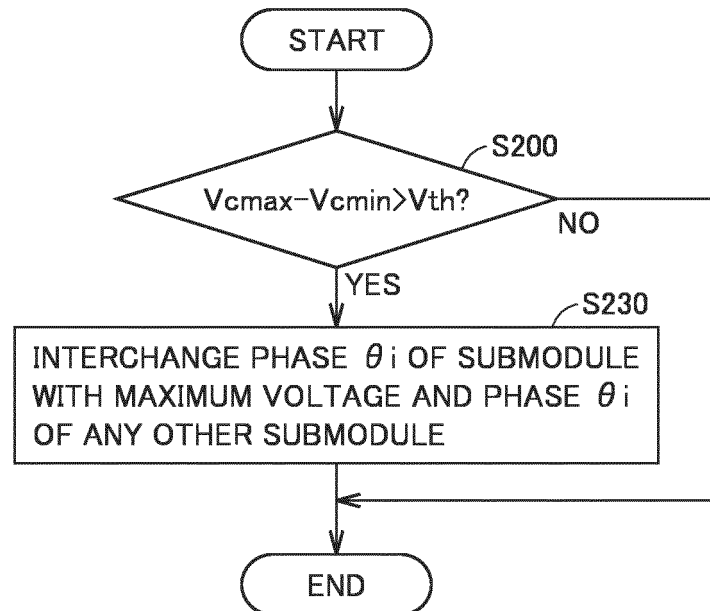 START
S200
Vcmax-Vcmin>Vth?
NO
YES
S230
INTERCHANGE PHASE θi OF SUBMODULE
WITH MAXIMUM VOLTAGE AND PHASE θi
OF ANY OTHER SUBMODULE
END